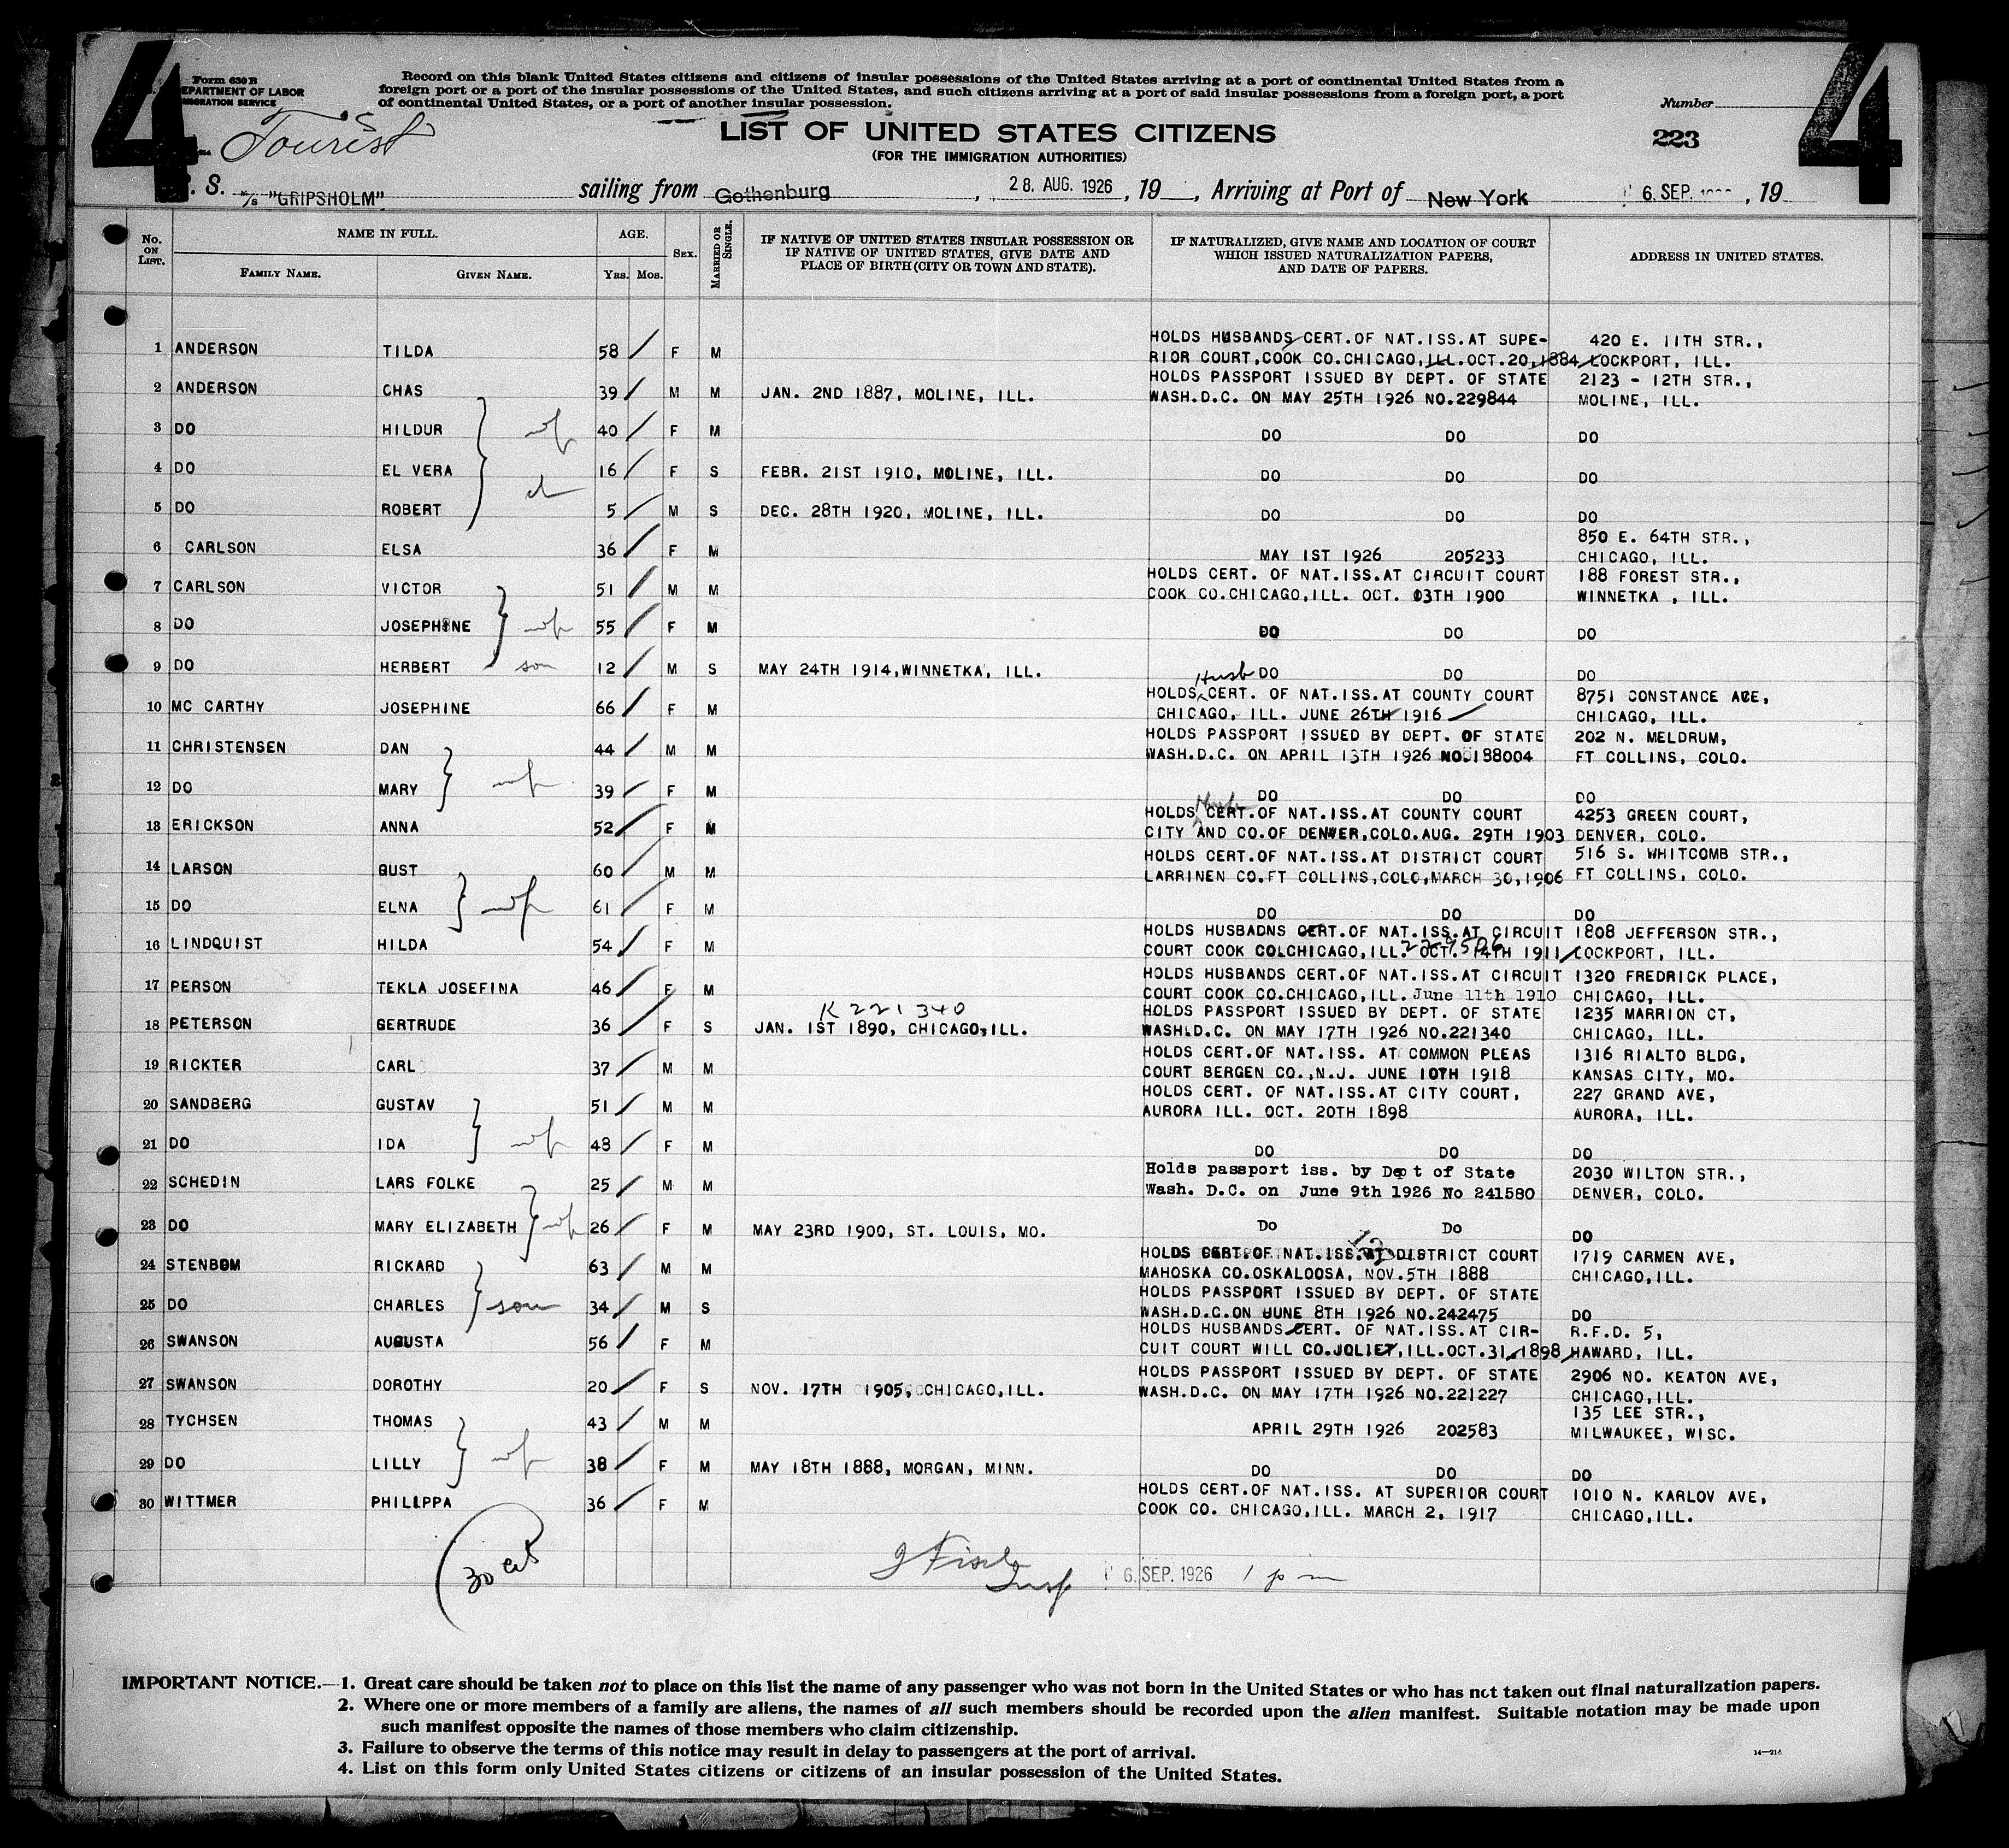 4
4
Form 630 B
DEPARTMENT OF LABOR
IMMIGRATION SERVICE
Record on this blank United States citizens and citizens of insular possessions of the United States arriving at a port of continental United States from a
foreign port or a port of the insular possessions of the United States, and such citizens arriving at a port of said insular possessions from a foreign port, a port
of continental United States, or a port of another insular possession.
Number
Tourist
LIST OF UNITED STATES CITIZENS
(FOR THE IMMIGRATION AUTHORITIES)
223
S. S. M/s "GRIPSHOLM" sailing from Gothenburg, 28. AUG. 1926, 19 , Arriving at Port of New York 6. SEP. , 19
No. ON LIST. NAME IN FULL. FAMILY NAME. GIVEN NAME. AGE. YRS. MOS. SEX. MARRIED OR SINGLE. IF NATIVE OF UNITED STATES INSULAR POSSESSION OR IF NATIVE OF UNITED STATES, GIVE DATE AND PLACE OF BIRTH (CITY OR TOWN AND STATE). IF NATURALIZED, GIVE NAME AND LOCATION OF COURT WHICH ISSUED NATURALIZATION PAPERS, AND DATE OF PAPERS. ADDRESS IN UNITED STATES.
HOLDS HUSBANDS CERT.OF NAT.ISS.AT SUPE- 420 E. 11TH STR.,
1 ANDERSON TILDA 58 F M RIOR COURT,COOK CO.CHICAGO,ILL.OCT.20,1884 LOCKPORT, ILL.
HOLDS PASSPORT ISSUED BY DEPT. OF STATE 2123 - 12TH STR.,
2 ANDERSON CHAS 39 M M JAN. 2ND 1887, MOLINE, ILL. WASH.D.C. ON MAY 25TH 1926 NO.229844 MOLINE, ILL.
3 DO HILDUR wf 40 F M DO DO DO
4 DO EL VERA 16 F S FEBR. 21ST 1910, MOLINE, ILL. DO DO DO
ch
5 DO ROBERT 5 M S DEC. 28TH 1920, MOLINE, ILL. DO DO DO
850 E. 64TH STR.,
6 CARLSON ELSA 36 F M MAY 1ST 1926 205233 CHICAGO, ILL.
HOLDS CERT. OF NAT.ISS.AT CIRCUIT COURT 188 FOREST STR.,
7 CARLSON VICTOR 51 M M COOK CO.CHICAGO,ILL. OCT. 13TH 1900 WINNETKA , ILL.
8 DO JOSEPHINE wf 55 F M DO DO DO
9 DO HERBERT son 12 M S MAY 24TH 1914,WINNETKA, ILL. DO DO DO
Husb
HOLDS CERT. OF NAT.ISS.AT COUNTY COURT 8751 CONSTANCE AVE,
10 MC CARTHY JOSEPHINE 66 F M CHICAGO, ILL. JUNE 26TH 1916 CHICAGO, ILL.
HOLDS PASSPORT ISSUED BY DEPT. OF STATE 202 N. MELDRUM,
11 CHRISTENSEN DAN 44 M M WASH.D.C. ON APRIL 13TH 1926 NO.188004 FT COLLINS, COLO.
12 DO MARY wf 39 F M DO DO DO
Husb
HOLDS CERT.OF NAT.ISS.AT COUNTY COURT 4253 GREEN COURT,
13 ERICKSON ANNA 52 F M CITY AND CO.OF DENVER,COLO.AUG. 29TH 1903 DENVER, COLO.
HOLDS CERT.OF NAT.ISS.AT DISTRICT COURT 516 S. WHITCOMB STR.,
14 LARSON GUST 60 M M LARRINEN CO.FT COLLINS,COLO,MARCH 30,1906 FT COLLINS, COLO.
15 DO ELNA wf 61 F M DO DO DO
HOLDS HUSBADNS CERT.OF NAT.ISS.AT CIRCUIT 1808 JEFFERSON STR.,
16 LINDQUIST HILDA 54 F M COURT COOK CO.CHICAGO,ILL. OCT. 14TH 1911 LOCKPORT, ILL.
HOLDS HUSBANDS CERT.OF NAT.ISS.AT CIRCUIT 1320 FREDRICK PLACE,
17 PERSON TEKLA JOSEFINA 46 F M COURT COOK CO.CHICAGO,ILL. June 11th 1910 CHICAGO, ILL.
K 221340
HOLDS PASSPORT ISSUED BY DEPT. OF STATE 1235 MARRION CT,
18 PETERSON GERTRUDE 36 F S JAN. 1ST 1890, CHICAGO,ILL. WASH.D.C. ON MAY 17TH 1926 NO.221340 CHICAGO, ILL.
HOLDS CERT.OF NAT.ISS. AT COMMON PLEAS 1316 RIALTO BLDG,
19 RICKTER CARL 37 M M COURT BERGEN CO.,N.J. JUNE 10TH 1918 KANSAS CITY, MO.
HOLDS CERT. OF NAT.ISS.AT CITY COURT, 227 GRAND AVE,
20 SANDBERG GUSTAV 51 M M AURORA ILL. OCT. 20TH 1898 AURORA, ILL.
21 DO IDA wf 48 F M DO DO DO
Holds passport iss. by Dept of State 2030 WILTON STR.,
22 SCHEDIN LARS FOLKE 25 M M Wash. D.C. on June 9th 1926 No 241580 DENVER, COLO.
23 DO MARY ELIZABETH wf 26 F M MAY 23RD 1900, ST. LOUIS, MO. Do Do DO
HOLDS CERT.OF NAT.ISS.AT DISTRICT COURT 1719 CARMEN AVE,
24 STENBOM RICKARD 63 M M MAHOSKA CO.OSKALOOSA, NOV.5TH 1888 CHICAGO,ILL.
HOLDS PASSPORT ISSUED BY DEPT. OF STATE
25 DO CHARLES son 34 M S WASH.D.C.ON JUNE 8TH 1926 NO.242475 DO
HOLDS HUSBANDS CERT. OF NAT.ISS.AT CIR- R.F.D. 5,
26 SWANSON AUGUSTA 56 F M CUIT COURT WILL CO.JOLIET,ILL.OCT.31,1898 HAWARD, ILL.
HOLDS PASSPORT ISSUED BY DEPT. OF STATE 2906 NO. KEATON AVE,
27 SWANSON DOROTHY 20 F S NOV. 17TH 1905, CHICAGO,ILL. WASH.D.C. ON MAY 17TH 1926 NO.221227 CHICAGO,ILL.
135 LEE STR.,
28 TYCHSEN THOMAS 43 M M APRIL 29TH 1926 202583 MILWAUKEE, WISC.
29 DO LILLY wf 38 F M MAY 18TH 1888, MORGAN, MINN. DO DO DO
HOLDS CERT.OF NAT.ISS. AT SUPERIOR COURT 1010 N. KARLOV AVE,
30 WITTMER PHILIPPA 36 F M COOK CO. CHICAGO,ILL. MARCH 2, 1917 CHICAGO,ILL.
30
Insp 6. SEP. 1926 1 p m
IMPORTANT NOTICE.—1. Great care should be taken not to place on this list the name of any passenger who was not born in the United States or who has not taken out final naturalization papers.
2. Where one or more members of a family are aliens, the names of all such members should be recorded upon the alien manifest. Suitable notation may be made upon
such manifest opposite the names of those members who claim citizenship.
3. Failure to observe the terms of this notice may result in delay to passengers at the port of arrival.
4. List on this form only United States citizens or citizens of an insular possession of the United States.